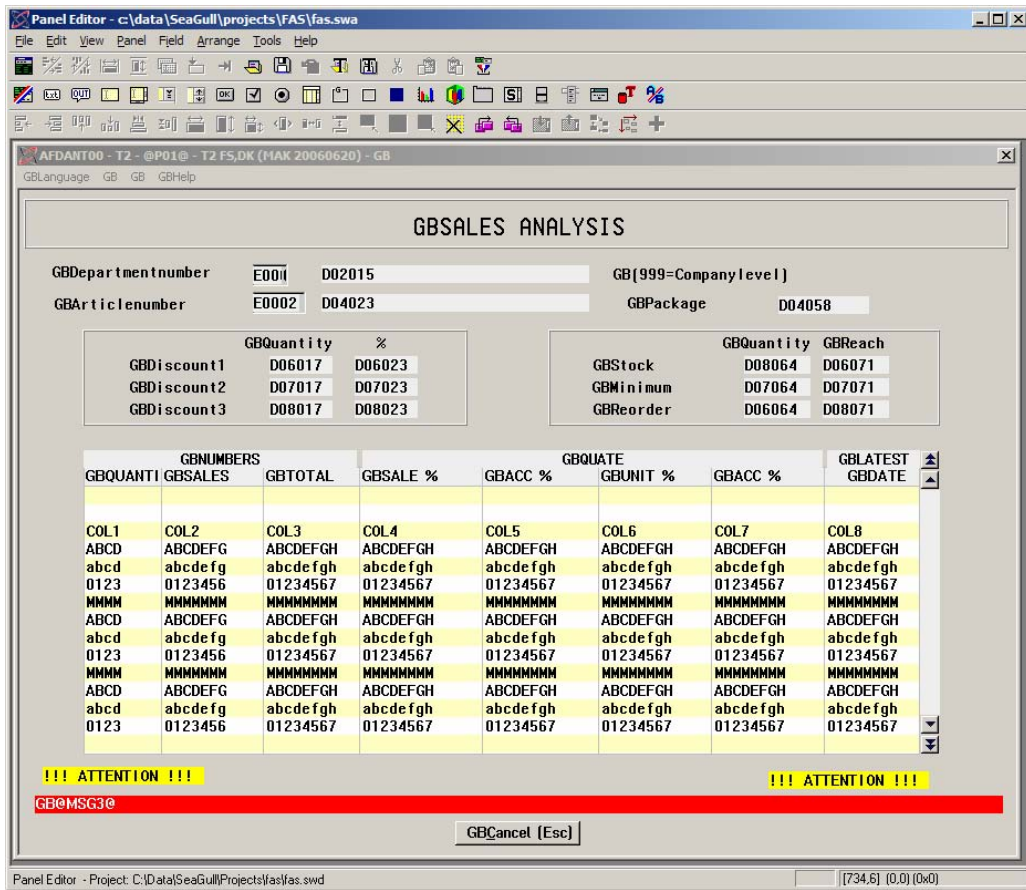 Panel Editor - c:\data\SeaGull\projects\FAS\fas.swa
File Edit View Panel Field Arrange Tools Help
AFDANT00 - T2 - @P01@ - T2 FS,DK (MAK 20060620) - GB
GBLanguage GB GB GBHelp
GBSALES ANALYSIS
GBDepartmentnumber E000 D02015 GB(999=Companylevel)
GBArticlenumber E0002 D04023 GBPackage D04058
GBQuantity %
GBDiscount1 D06017 D06023
GBDiscount2 D07017 D07023
GBDiscount3 D08017 D08023
GBQuantity GBReach
GBStock D08064 D06071
GBMinimum D07064 D07071
GBReorder D06064 D08071
GBNUMBERS GBQUATE GBLATEST
GBQUANTI GBSALES GBTOTAL GBSALE % GBACC % GBUNIT % GBACC % GBDATE
COL1 COL2 COL3 COL4 COL5 COL6 COL7 COL8
ABCD ABCDEFG ABCDEFGH ABCDEFGH ABCDEFGH ABCDEFGH ABCDEFGH ABCDEFGH
abcd abcdefg abcdefgh abcdefgh abcdefgh abcdefgh abcdefgh abcdefgh
0123 0123456 01234567 01234567 01234567 01234567 01234567 01234567
MMMM MMMMMMM MMMMMMMM MMMMMMMM MMMMMMMM MMMMMMMM MMMMMMMM MMMMMMMM
ABCD ABCDEFG ABCDEFGH ABCDEFGH ABCDEFGH ABCDEFGH ABCDEFGH ABCDEFGH
abcd abcdefg abcdefgh abcdefgh abcdefgh abcdefgh abcdefgh abcdefgh
0123 0123456 01234567 01234567 01234567 01234567 01234567 01234567
MMMM MMMMMMM MMMMMMMM MMMMMMMM MMMMMMMM MMMMMMMM MMMMMMMM MMMMMMMM
ABCD ABCDEFG ABCDEFGH ABCDEFGH ABCDEFGH ABCDEFGH ABCDEFGH ABCDEFGH
abcd abcdefg abcdefgh abcdefgh abcdefgh abcdefgh abcdefgh abcdefgh
0123 0123456 01234567 01234567 01234567 01234567 01234567 01234567
!!! ATTENTION !!! !!! ATTENTION !!!
GB@MSG3@
GBCancel (Esc)
Panel Editor - Project: C:\Data\SeaGull\Projects\fas\fas.swd [734,6] (0,0) (0x0)